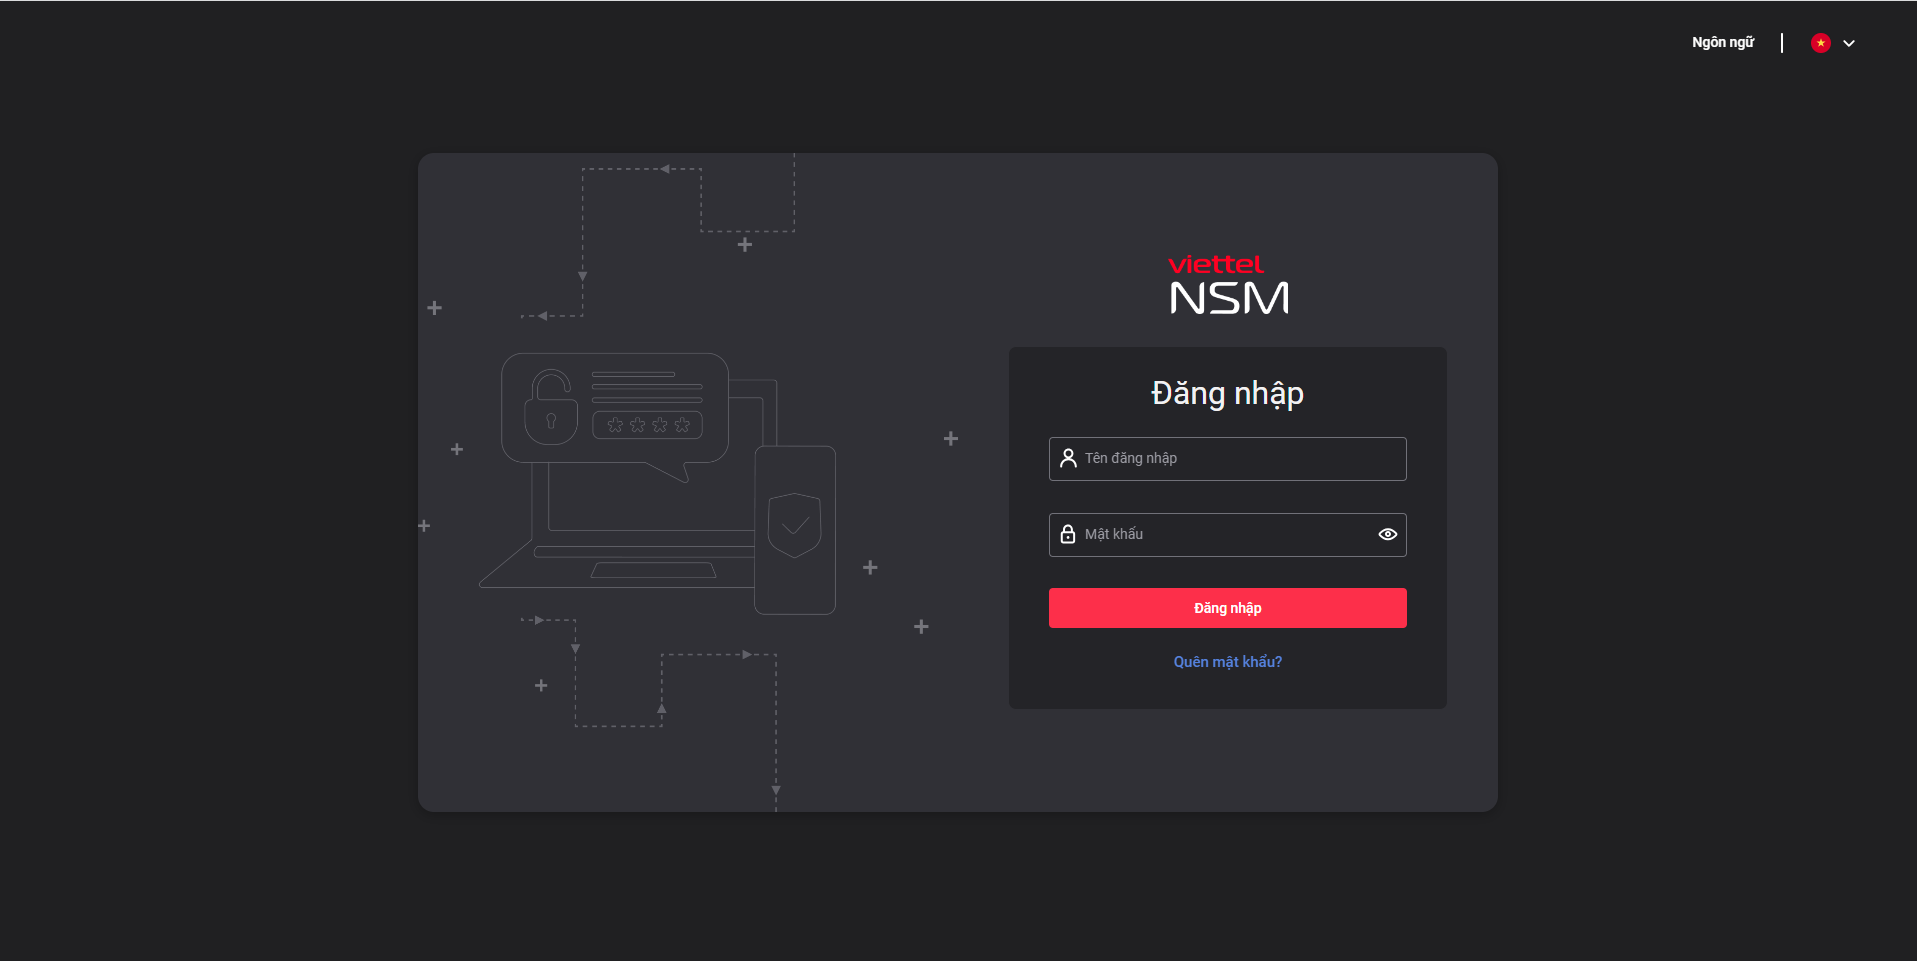 Ngôn ngữ
viettel
NSM
Đăng nhập
Tên đăng nhập
Mật khẩu
Đăng nhập
Quên mật khẩu?